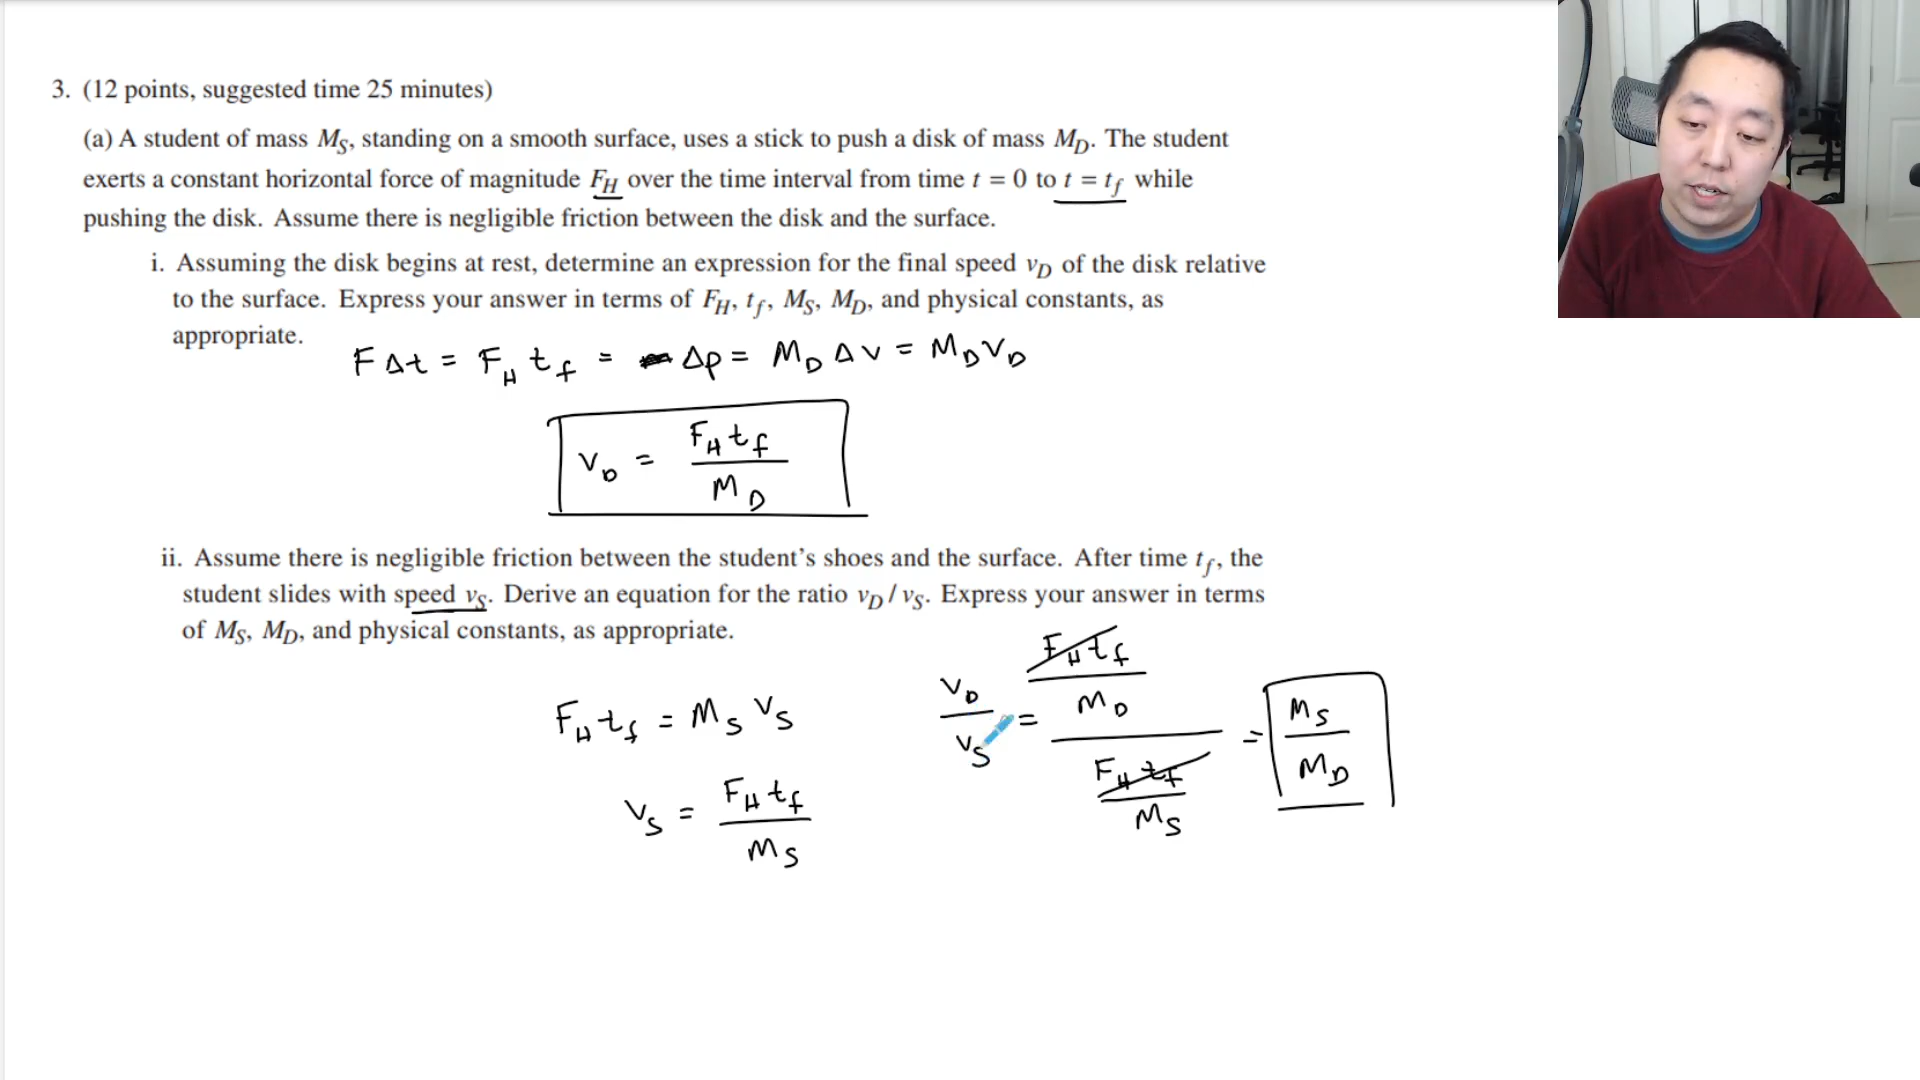 3. (12 points, suggested time 25 minutes)
(a) A student of mass M_S, standing on a smooth surface, uses a stick to push a disk of mass M_D. The student
exerts a constant horizontal force of magnitude F_H over the time interval from time t = 0 to t = t_f while
pushing the disk. Assume there is negligible friction between the disk and the surface.
i. Assuming the disk begins at rest, determine an expression for the final speed v_D of the disk relative
to the surface. Express your answer in terms of F_H, t_f, M_S, M_D, and physical constants, as
appropriate.
F Δt = F_H t_f = Δp = M_D Δv = M_D v_D
v_D = F_H t_f / M_D
ii. Assume there is negligible friction between the student's shoes and the surface. After time t_f, the
student slides with speed v_S. Derive an equation for the ratio v_D / v_S. Express your answer in terms
of M_S, M_D, and physical constants, as appropriate.
F_H t_f = M_S v_S
v_S = F_H t_f / M_S
v_D / v_S = (F_H t_f / M_D) / (F_H t_f / M_S) = M_S / M_D